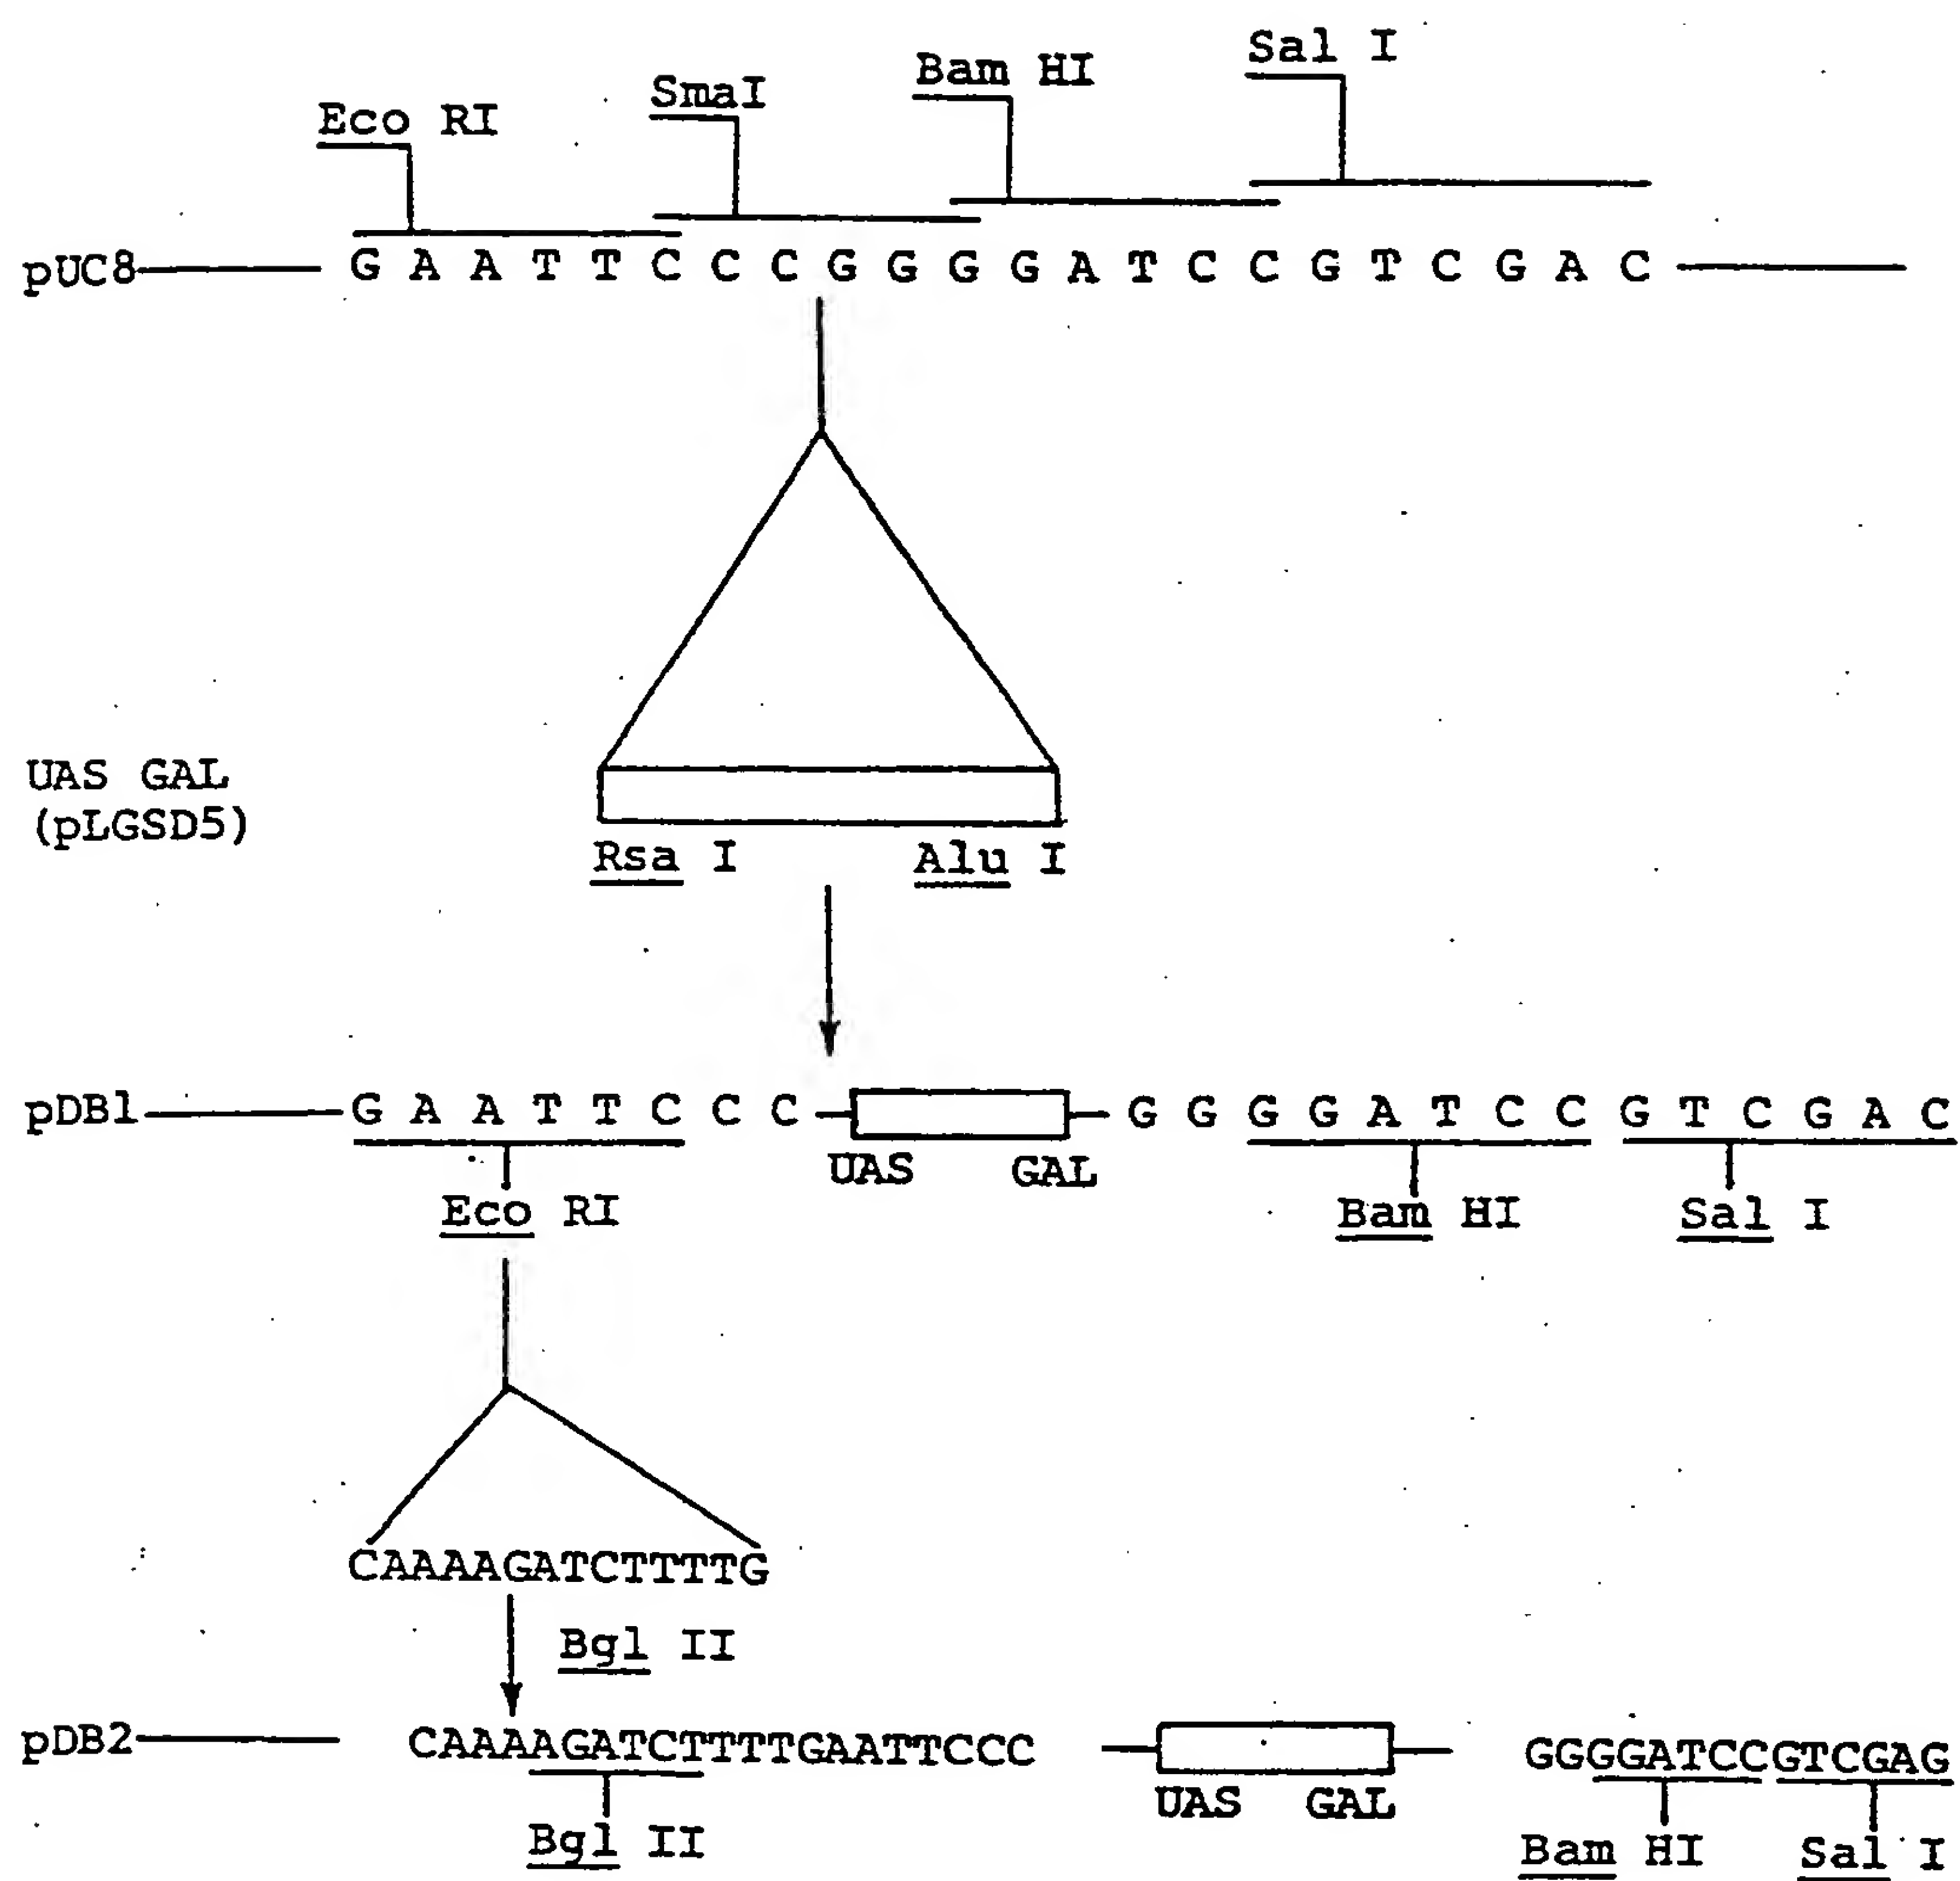 Sal I
Bam HI
SmaI
Eco RI
pUC8 G A A T T C C C G G G G A T C C G T C G A C
UAS GAL
(pLGSD5)
Rsa I Alu I
pDB1 G A A T T C C C G G G G A T C C G T C G A C
UAS GAL
Eco RI Bam HI Sal I
CAAAAGATCTTTTG
Bgl II
pDB2 CAAAAGATCTTTTGAATTCCC GGGGATCCGTCGAG
UAS GAL
Bgl II Bam HI Sal I